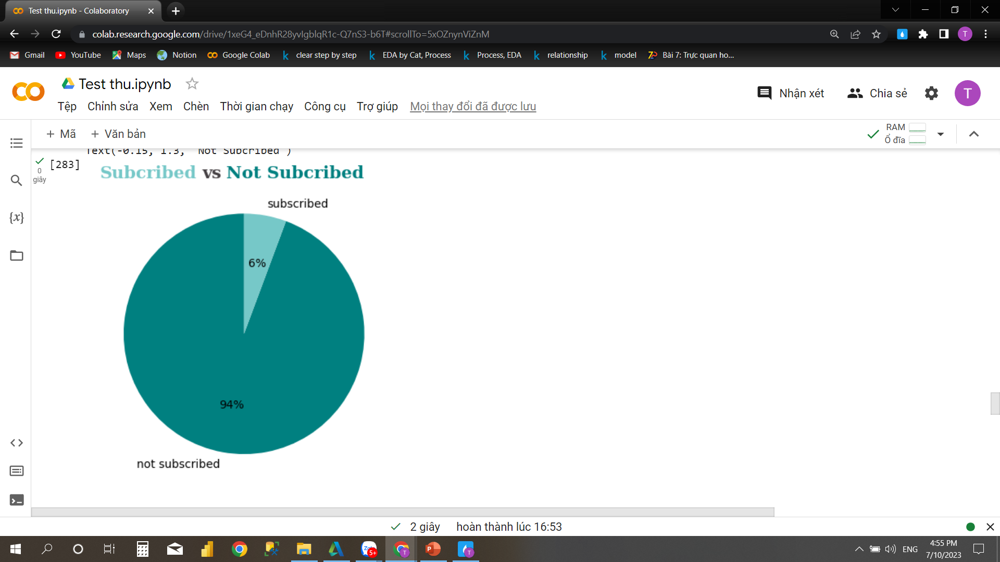 Test thu.ipynb - Colaboratory
colab.research.google.com/drive/1xeG4_eDnhR28yvIgblqR1c-Q7nS3-b6T#scrollTo=5xOZnynViZnM
T
Gmail YouTube Maps Notion Google Colab clear step by step EDA by Cat, Process Process, EDA relationship model Bài 7: Trực quan ho...
Test thu.ipynb
Nhận xét Chia sẻ T
Tệp Chỉnh sửa Xem Chèn Thời gian chạy Công cụ Trợ giúp Mọi thay đổi đã được lưu
+ Mã + Văn bản
RAM
Ổ đĩa
Text(-0.15, 1.3, 'Not Subcribed')
[283]
0
giây
Subcribed vs Not Subcribed
subscribed
6%
94%
not subscribed
2 giây hoàn thành lúc 16:53
5+
ENG
4:55 PM
7/10/2023